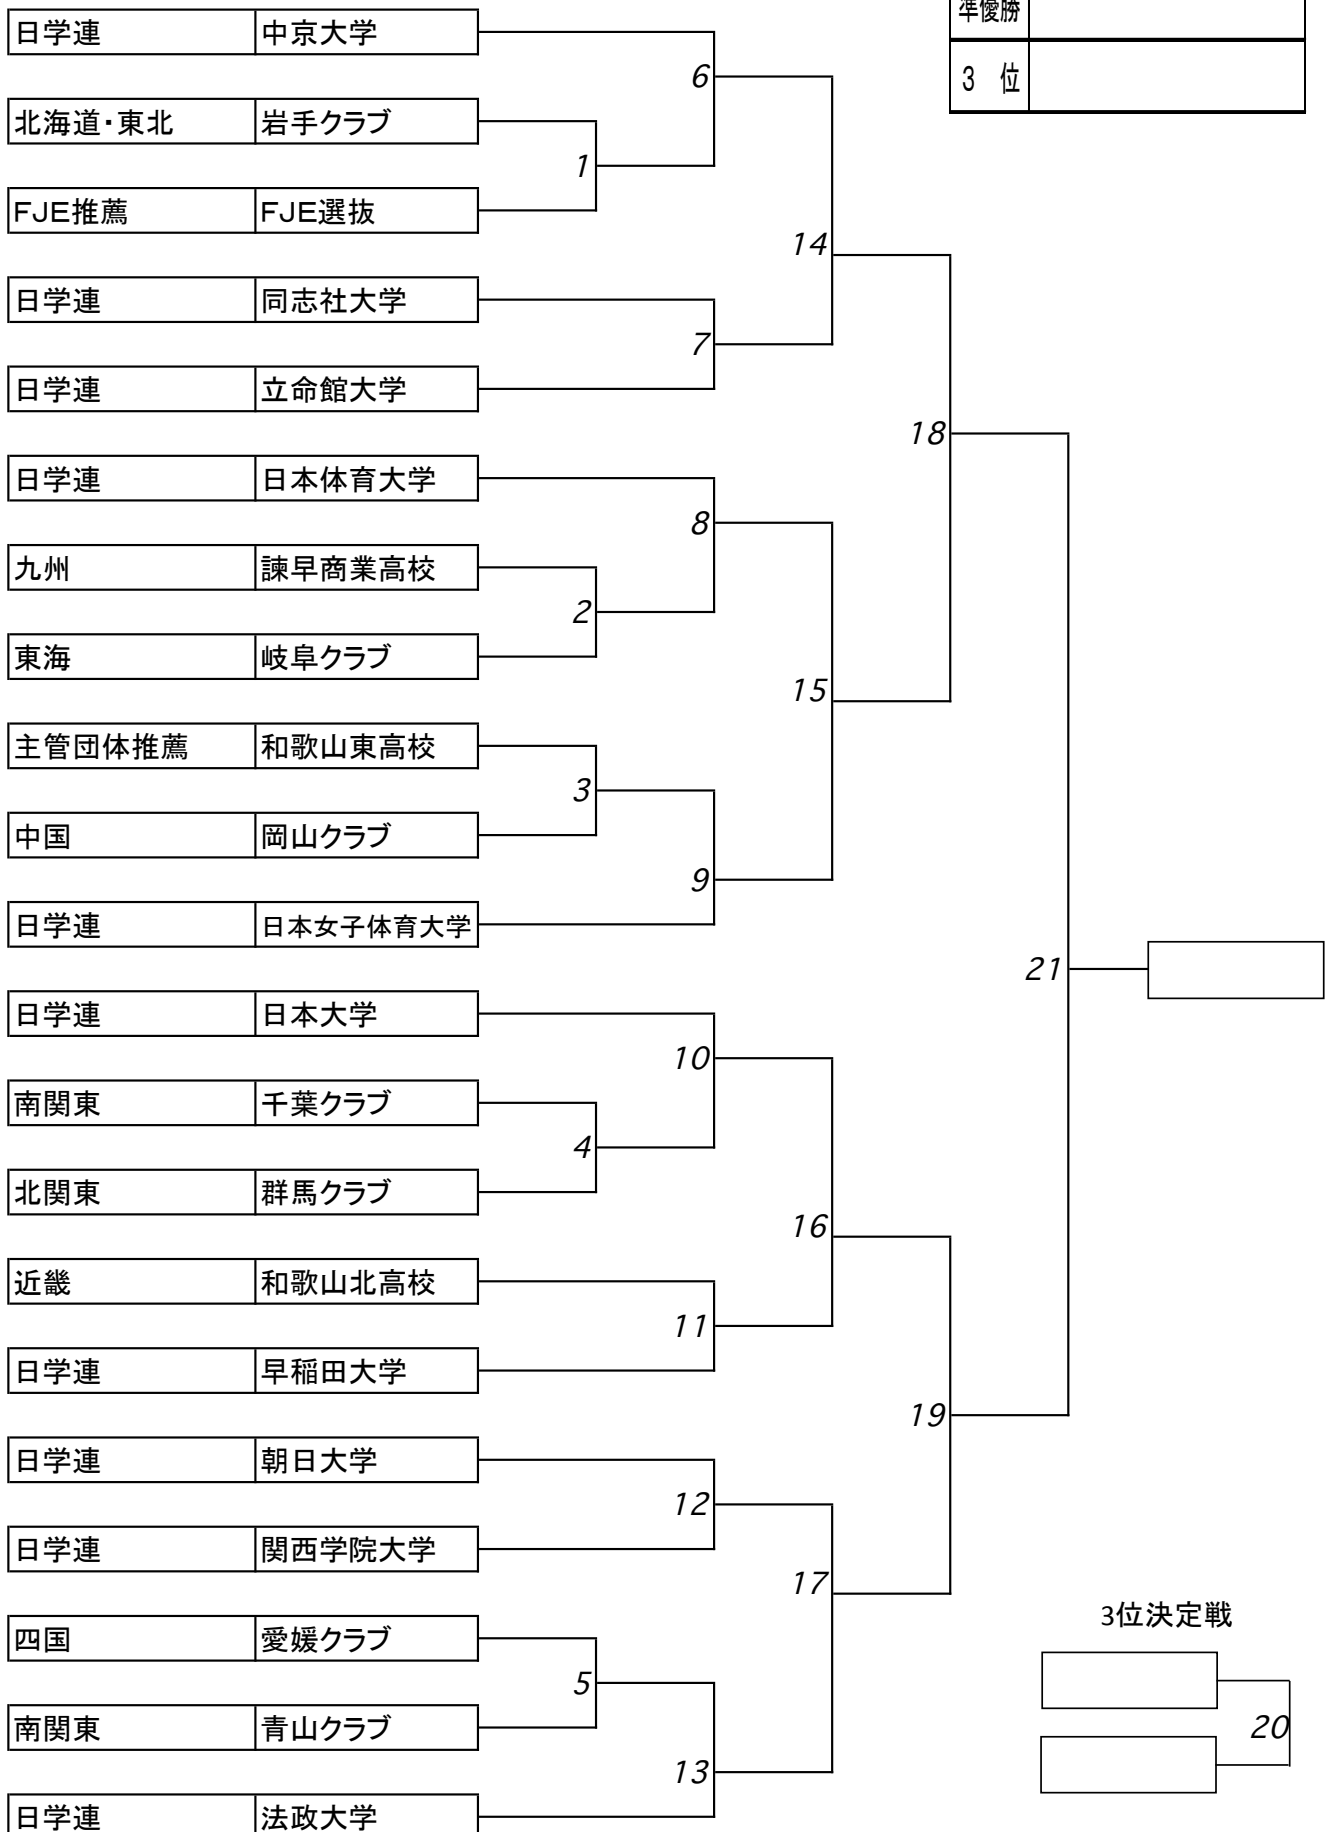 準優勝
3 位
日学連 中京大学
6
北海道・東北 岩手クラブ
1
FJE推薦 FJE選抜
14
日学連 同志社大学
7
日学連 立命館大学
18
日学連 日本体育大学
8
九州 諫早商業高校
2
東海 岐阜クラブ
15
主管団体推薦 和歌山東高校
3
中国 岡山クラブ
9
日学連 日本女子体育大学
21
日学連 日本大学
10
南関東 千葉クラブ
4
北関東 群馬クラブ
16
近畿 和歌山北高校
11
日学連 早稲田大学
19
日学連 朝日大学
12
日学連 関西学院大学
17
3位決定戦
四国 愛媛クラブ
5
南関東 青山クラブ
20
13
日学連 法政大学